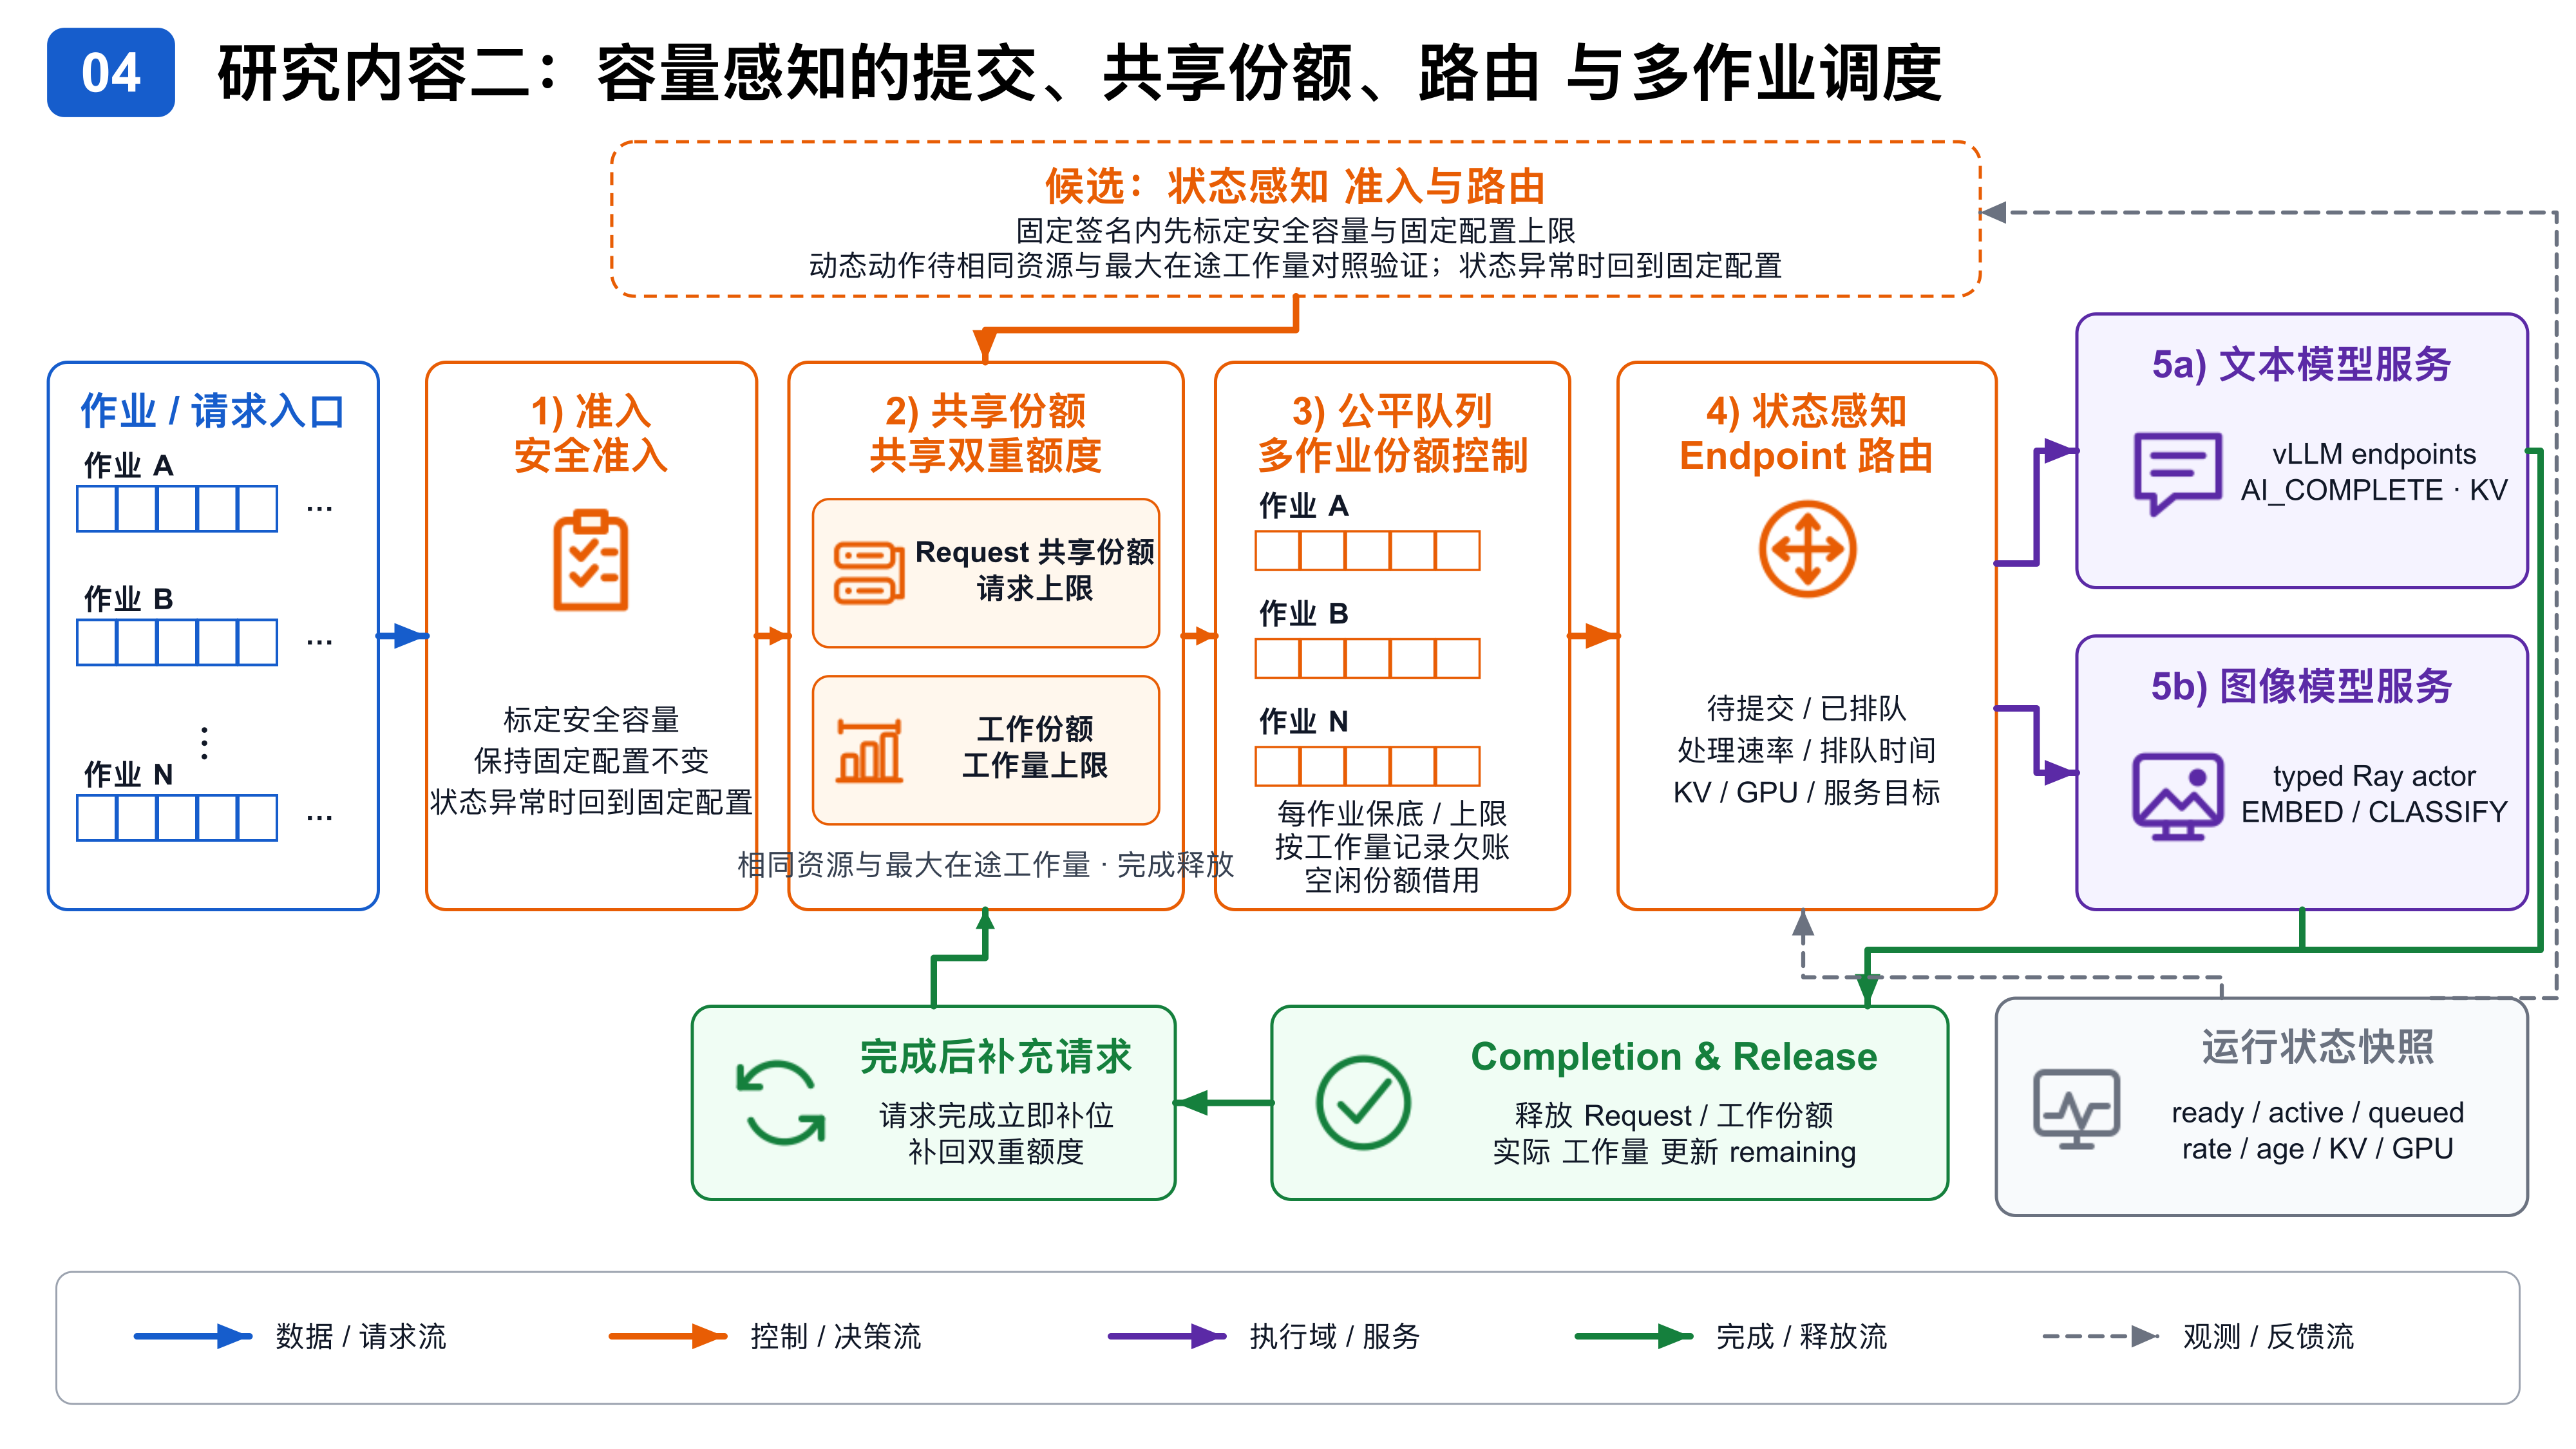 04
研究内容二：容量感知的提交、共享份额、路由 与多作业调度
候选：状态感知 准入与路由
固定签名内先标定安全容量与固定配置上限
动态动作待相同资源与最大在途工作量对照验证；状态异常时回到固定配置
作业 / 请求入口
作业 A
...
作业 B
...
⋮
作业 N
...
1) 准入
安全准入
标定安全容量
保持固定配置不变
状态异常时回到固定配置
2) 共享份额
共享双重额度
Request 共享份额
请求上限
工作份额
工作量上限
相同资源与最大在途工作量 · 完成释放
3) 公平队列
多作业份额控制
作业 A
作业 B
作业 N
每作业保底 / 上限
按工作量记录欠账
空闲份额借用
4) 状态感知
Endpoint 路由
待提交 / 已排队
处理速率 / 排队时间
KV / GPU / 服务目标
5a) 文本模型服务
vLLM endpoints
AI_COMPLETE · KV
5b) 图像模型服务
typed Ray actor
EMBED / CLASSIFY
完成后补充请求
请求完成立即补位
补回双重额度
Completion & Release
释放 Request / 工作份额
实际 工作量 更新 remaining
运行状态快照
ready / active / queued
rate / age / KV / GPU
数据 / 请求流
控制 / 决策流
执行域 / 服务
完成 / 释放流
观测 / 反馈流